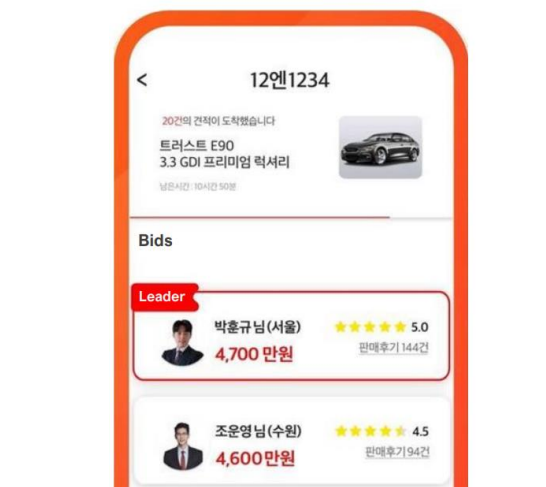 <
12엔1234
20건의 견적이 도착했습니다
트러스트 E90
3.3 GDI 프리미엄 럭셔리
남은시간 : 10시간 50분
Bids
Leader
박훈규님(서울)
5.0
4,700 만원
판매후기 144건
조운영님(수원)
4.5
4,600만원
판매후기 94건